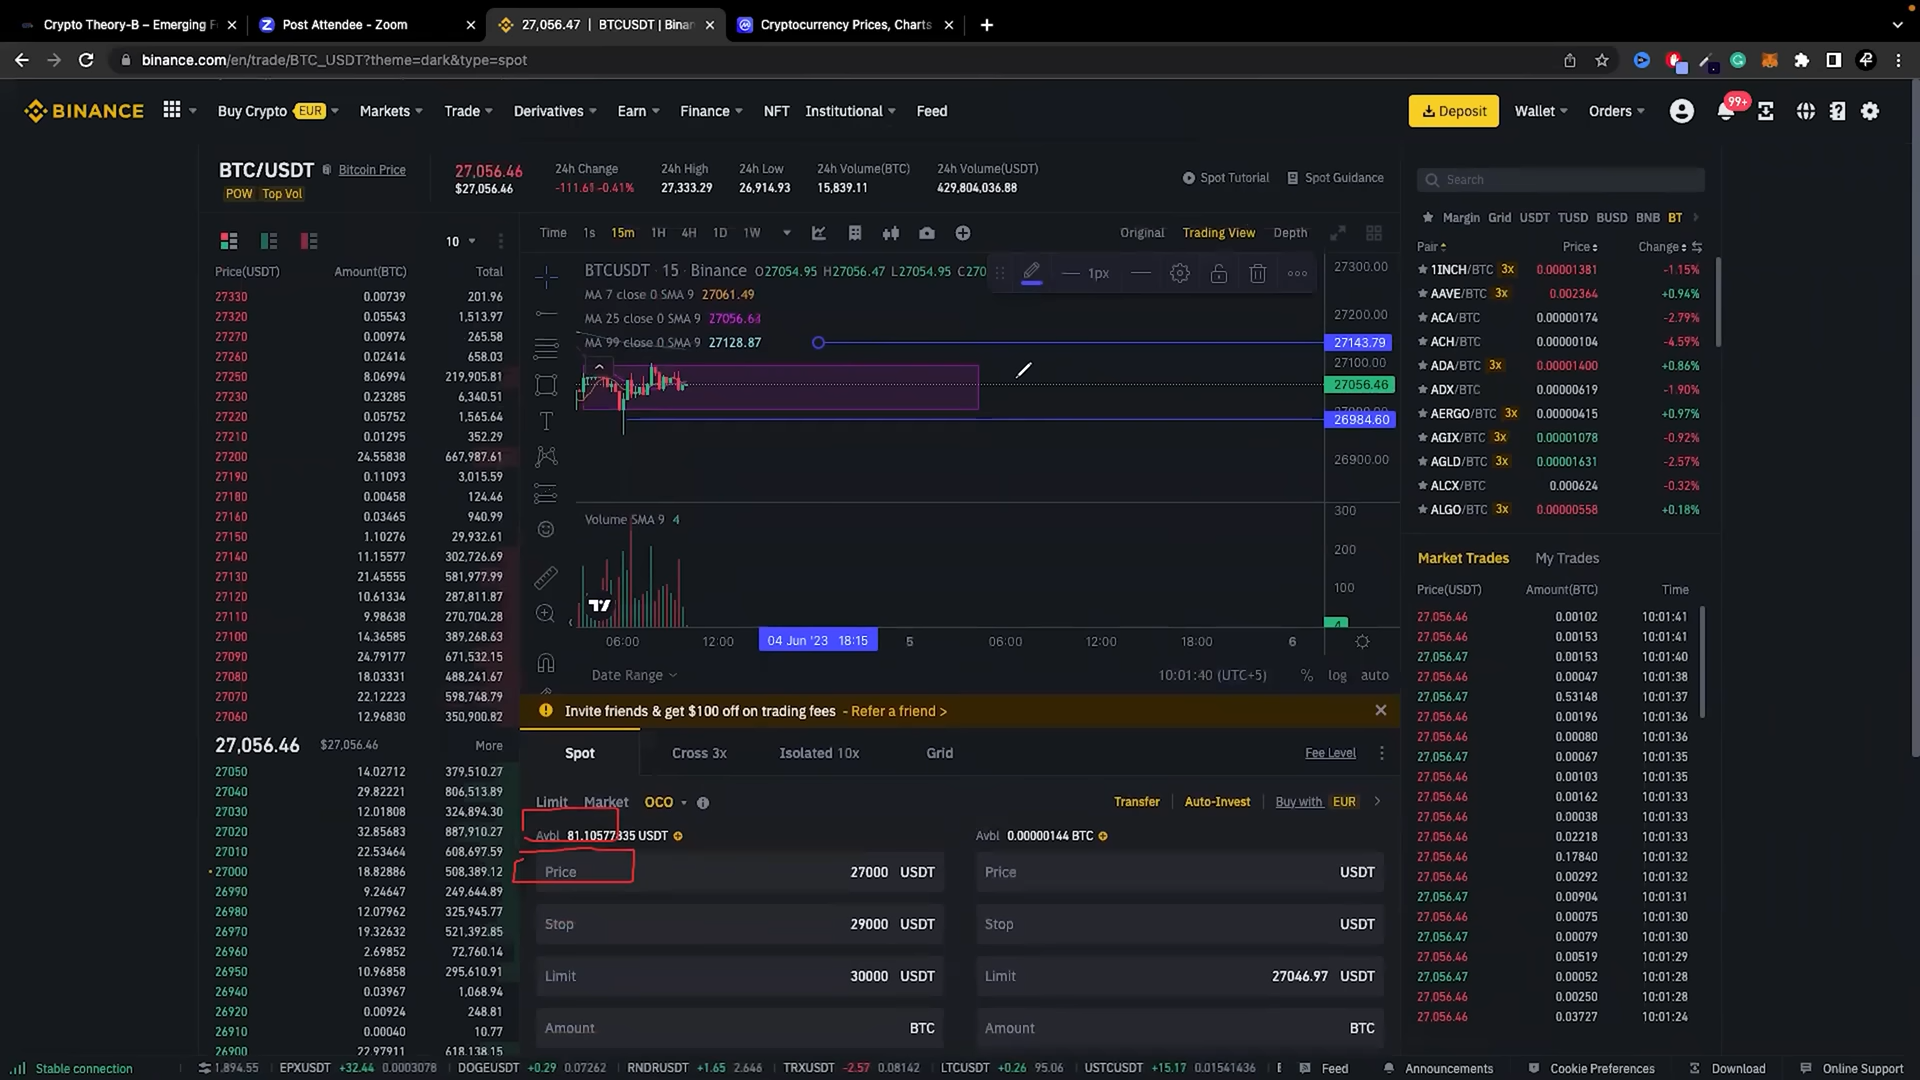 Crypto Theory-B – Emerging F
Post Attendee - Zoom
27,056.47 | BTCUSDT | Binan
Cryptocurrency Prices, Charts
binance.com/en/trade/BTC_USDT?theme=dark&type=spot
BINANCE
Buy Crypto EUR
Markets
Trade
Derivatives
Earn
Finance
NFT
Institutional
Feed
Deposit
Wallet
Orders
99+
BTC/USDT
Bitcoin Price
POW Top Vol
27,056.46
$27,056.46
24h Change
-111.61 -0.41%
24h High
27,333.29
24h Low
26,914.93
24h Volume(BTC)
15,839.11
24h Volume(USDT)
429,804,036.88
Spot Tutorial
Spot Guidance
10
Price(USDT) Amount(BTC) Total
27330 0.00739 201.96
27320 0.05543 1,513.97
27270 0.00974 265.58
27260 0.02414 658.03
27250 8.06994 219,905.81
27230 0.23285 6,340.51
27220 0.05752 1,565.64
27210 0.01295 352.29
27200 24.55838 667,987.61
27190 0.11093 3,015.59
27180 0.00458 124.46
27160 0.03465 940.99
27150 1.10276 29,932.61
27140 11.15577 302,726.69
27130 21.45555 581,977.99
27120 10.61334 287,811.87
27110 9.98638 270,704.28
27100 14.36585 389,268.63
27090 24.79177 671,532.15
27080 18.03331 488,241.67
27070 22.12223 598,748.79
27060 12.96830 350,900.82
27,056.46 $27,056.46 More
27050 14.02712 379,510.27
27040 29.82221 806,513.89
27030 12.01808 324,894.30
27020 32.85683 887,910.27
27010 22.53464 608,697.59
27000 18.82886 508,389.12
26990 9.24647 249,644.89
26980 12.07962 325,945.77
26970 19.32632 521,392.85
26960 2.69852 72,760.14
26950 10.96858 295,610.91
26940 0.03967 1,068.94
26920 0.00924 248.81
26910 0.00040 10.77
26900 22.97911 618,138.15
Time 1s 15m 1H 4H 1D 1W
Original Trading View Depth
BTCUSDT · 15 · Binance O27054.95 H27056.47 L27054.95 C270
1px
MA 7 close 0 SMA 9 27061.49
MA 25 close 0 SMA 9
MA 99 close 0 SMA 9 27128.87
27300.00
27200.00
27143.79
27100.00
27056.46
26984.60
26900.00
Volume SMA 9 4
300
200
100
4
06:00 12:00 04 Jun '23 18:15 5 06:00 12:00 18:00 6
Date Range
10:01:40 (UTC+5) % log auto
Invite friends & get $100 off on trading fees - Refer a friend >
Spot Cross 3x Isolated 10x Grid
Fee Level
Limit Market OCO
Transfer Auto-Invest Buy with EUR
Avbl 81.10577835 USDT
Avbl 0.00000144 BTC
Price 27000 USDT
Price USDT
Stop 29000 USDT
Stop USDT
Limit 30000 USDT
Limit 27046.97 USDT
Amount BTC
Amount BTC
Search
Margin Grid USDT TUSD BUSD BNB BT
Pair Price Change
1INCH/BTC 3x 0.00001381 -1.15%
AAVE/BTC 3x 0.002364 +0.94%
ACA/BTC 0.00000174 -2.79%
ACH/BTC 0.00000104 -4.59%
ADA/BTC 3x 0.00001400 +0.86%
ADX/BTC 0.00000619 -1.90%
AERGO/BTC 3x 0.00000415 +0.97%
AGIX/BTC 3x 0.00001078 -0.92%
AGLD/BTC 3x 0.00001631 -2.57%
ALCX/BTC 0.000624 -0.32%
ALGO/BTC 3x 0.00000558 +0.18%
Market Trades My Trades
Price(USDT) Amount(BTC) Time
27,056.46 0.00102 10:01:41
27,056.46 0.00153 10:01:41
27,056.47 0.00153 10:01:40
27,056.46 0.00047 10:01:38
27,056.47 0.53148 10:01:37
27,056.46 0.00196 10:01:36
27,056.46 0.00080 10:01:36
27,056.47 0.00067 10:01:35
27,056.46 0.00103 10:01:35
27,056.46 0.00162 10:01:33
27,056.47 0.00038 10:01:32
27,056.46 0.02218 10:01:33
27,056.46 0.17840 10:01:32
27,056.46 0.00292 10:01:32
27,056.47 0.00904 10:01:31
27,056.46 0.00075 10:01:30
27,056.47 0.00079 10:01:30
27,056.46 0.00519 10:01:29
27,056.47 0.00052 10:01:28
27,056.46 0.00250 10:01:28
27,056.46 0.03727 10:01:24
Stable connection
1,894.55 EPXUSDT +32.44 0.0003078 DOGEUSDT +0.29 0.07262 RNDRUSDT +1.65 2.646 TRXUSDT -2.57 0.08142 LTCUSDT +0.26 95.06 USTCUSDT +15.17 0.01541436
Feed
Announcements
Cookie Preferences
Download
Online Support